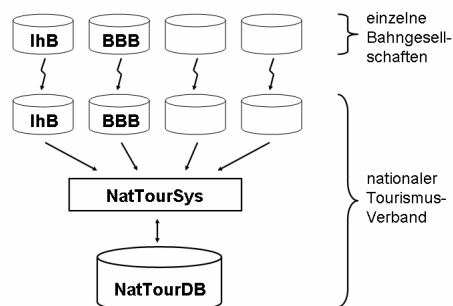 IhB
BBB
einzelne
Bahngesell-
schaften
IhB
BBB
NatTourSys
nationaler
Tourismus-
Verband
NatTourDB